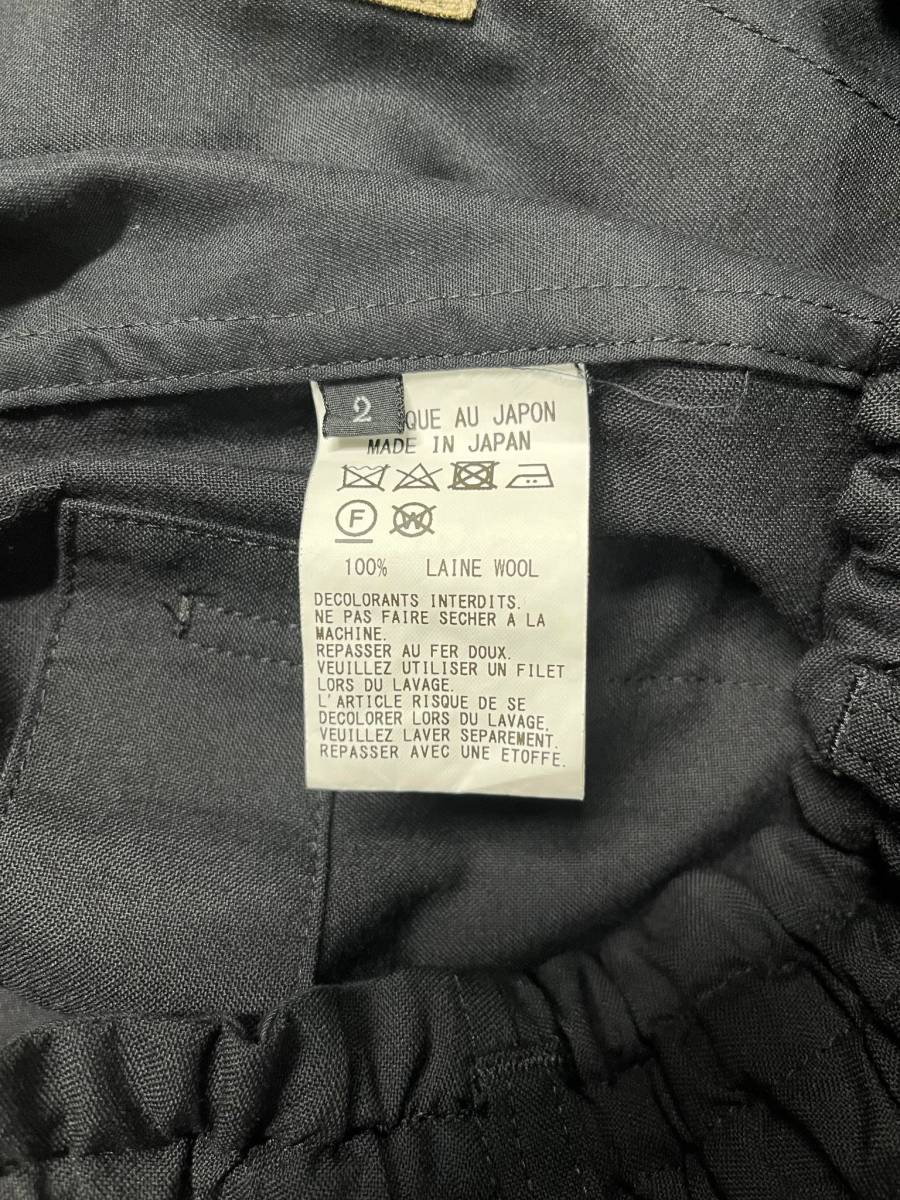 2
QUE AU JAPON
MADE IN JAPAN
F W
100% LAINE WOOL
DECOLORANTS INTERDITS.
NE PAS FAIRE SECHER A LA
MACHINE.
REPASSER AU FER DOUX.
VEUILLEZ UTILISER UN FILET
LORS DU LAVAGE.
L'ARTICLE RISQUE DE SE
DECOLORER LORS DU LAVAGE,
VEUILLEZ LAVER SEPAREMENT.
REPASSER AVEC UNE ETOFFE.